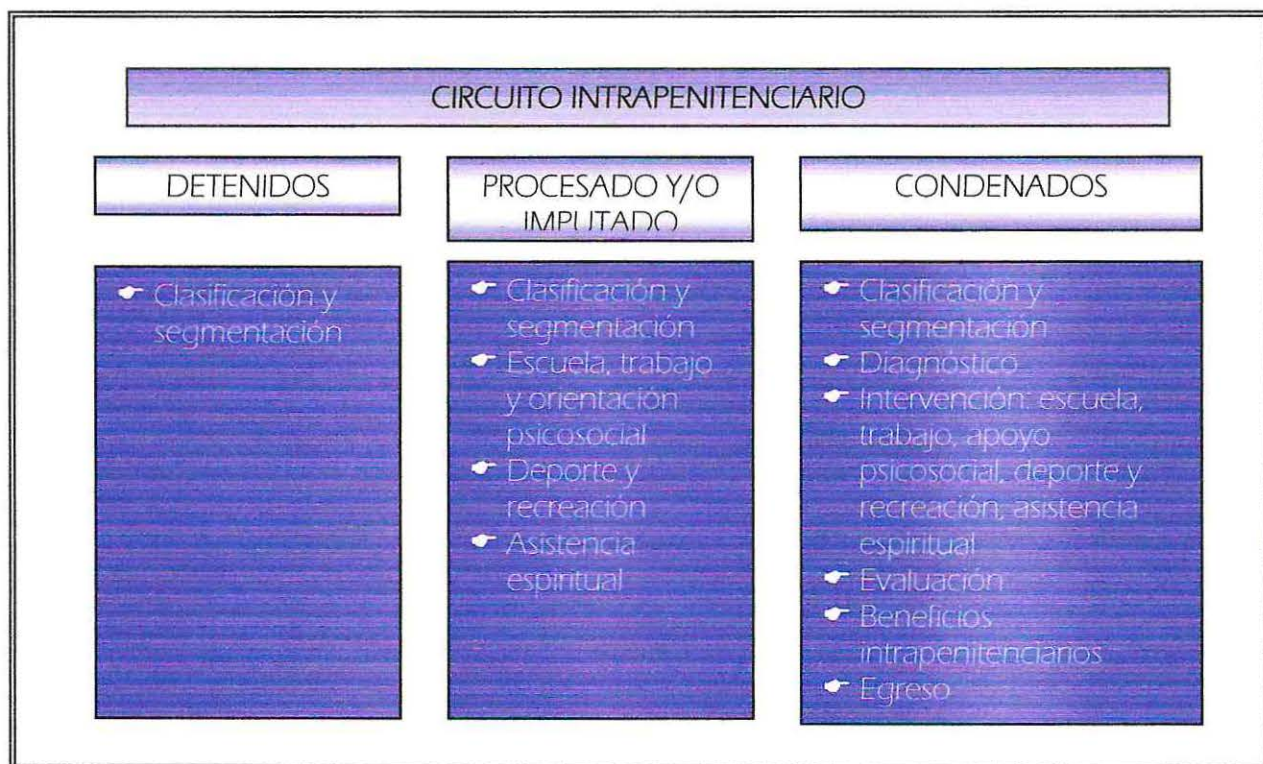 CIRCUITO INTRAPENITENCIARIO
DETENIDOS
Clasificación y
segmentación
PROCESADO Y/O
IMPUTADO
Clasificación y
segmentación
Escuela, trabajo
y orientación
psicosocial
Deporte y
recreación
Asistencia
espiritual
CONDENADOS
Clasificación y
segmentación
Diagnóstico
Intervención: escuela,
trabajo, apoyo
psicosocial, deporte y
recreación, asistencia
espiritual
Evaluación
Beneficios
intrapenitenciarios
Egreso